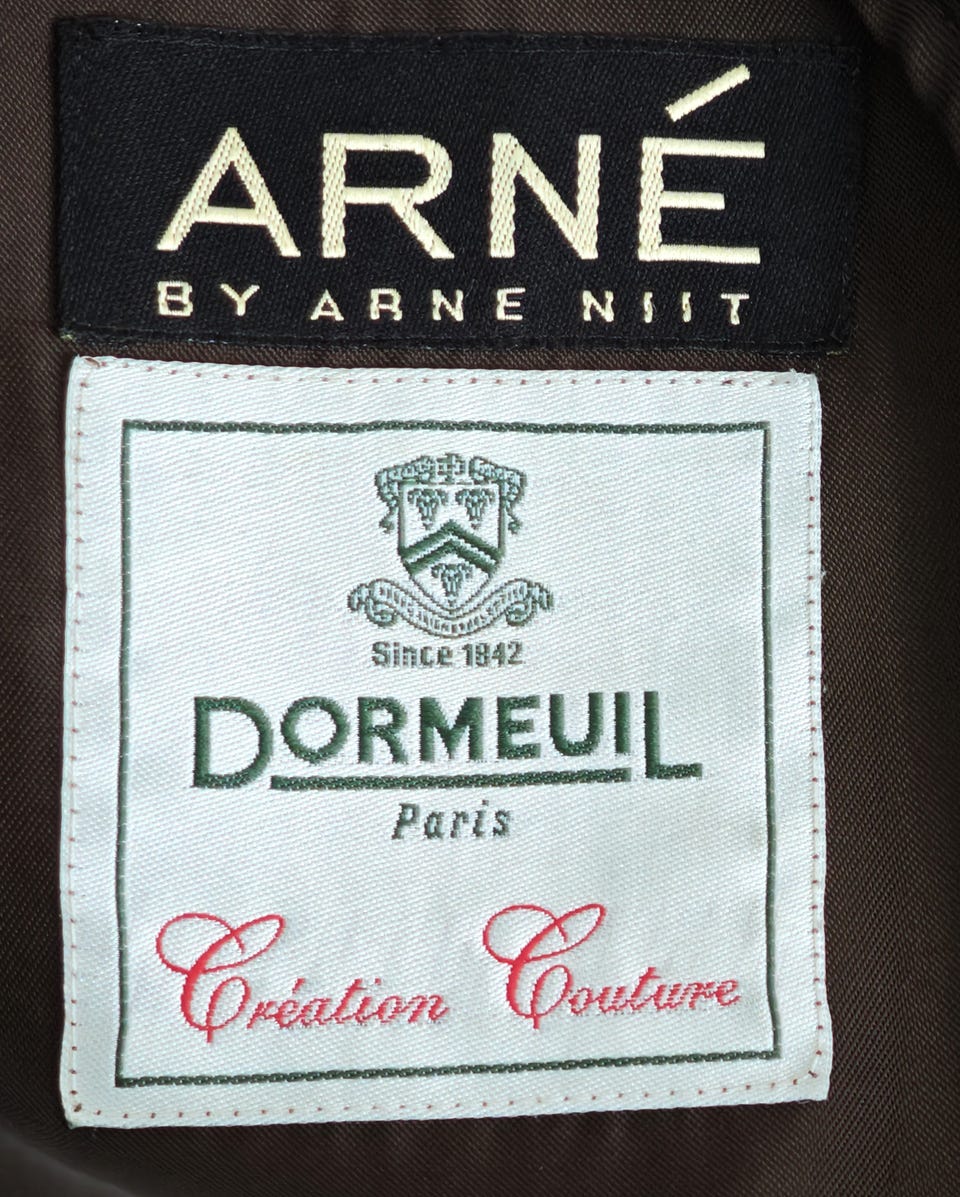 ARNÉ
BY ARNE NIIT
Since 1842
DORMEUIL
Paris
Création Couture